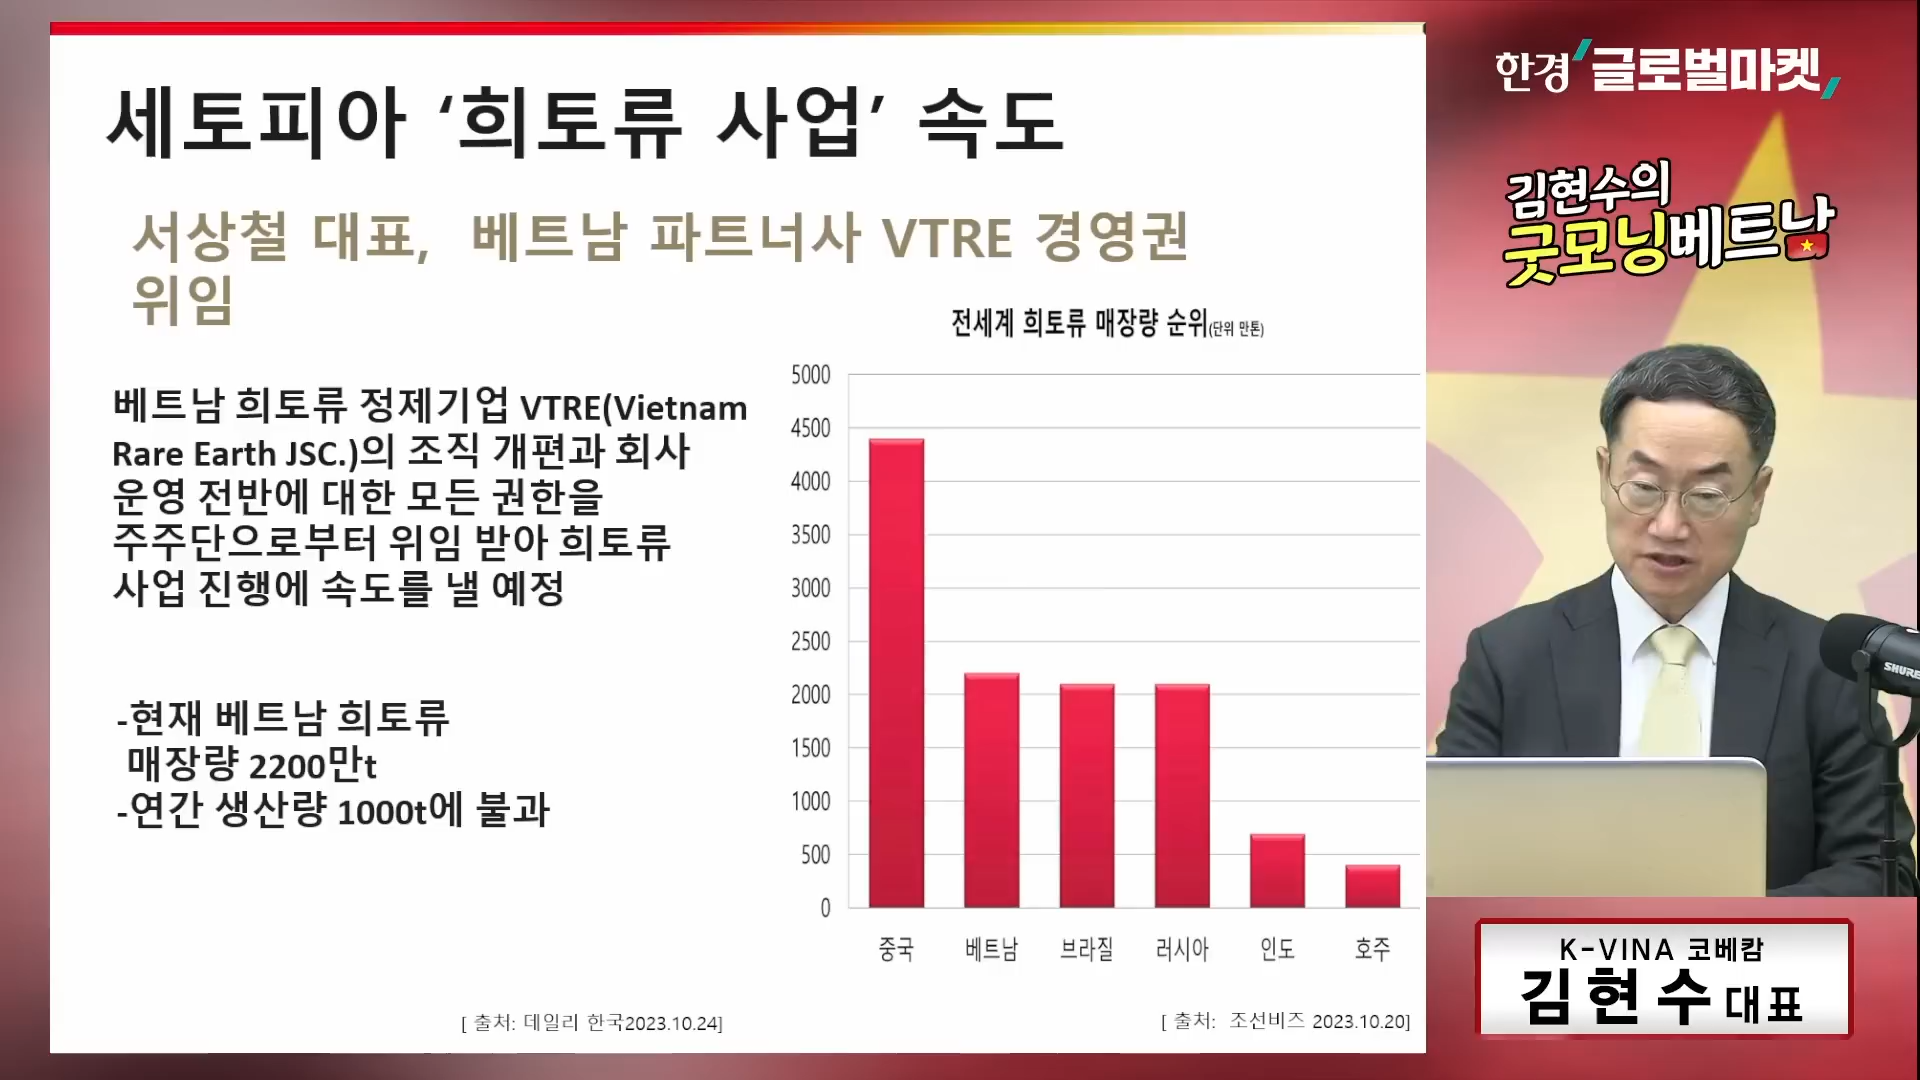 세토피아 ‘희토류 사업’ 속도
서상철 대표, 베트남 파트너사 VTRE 경영권
위임
베트남 희토류 정제기업 VTRE(Vietnam
Rare Earth JSC.)의 조직 개편과 회사
운영 전반에 대한 모든 권한을
주주단으로부터 위임 받아 희토류
사업 진행에 속도를 낼 예정
-현재 베트남 희토류
매장량 2200만t
-연간 생산량 1000t에 불과
[ 출처: 데일리 한국2023.10.24]
전세계 희토류 매장량 순위(단위 만톤)
5000
4500
4000
3500
3000
2500
2000
1500
1000
500
0
중국 베트남 브라질 러시아 인도 호주
[ 출처: 조선비즈 2023.10.20]
한경 글로벌마켓
김현수의
굿모닝베트남
SHURE
K-VINA 코베캄
김현수 대표